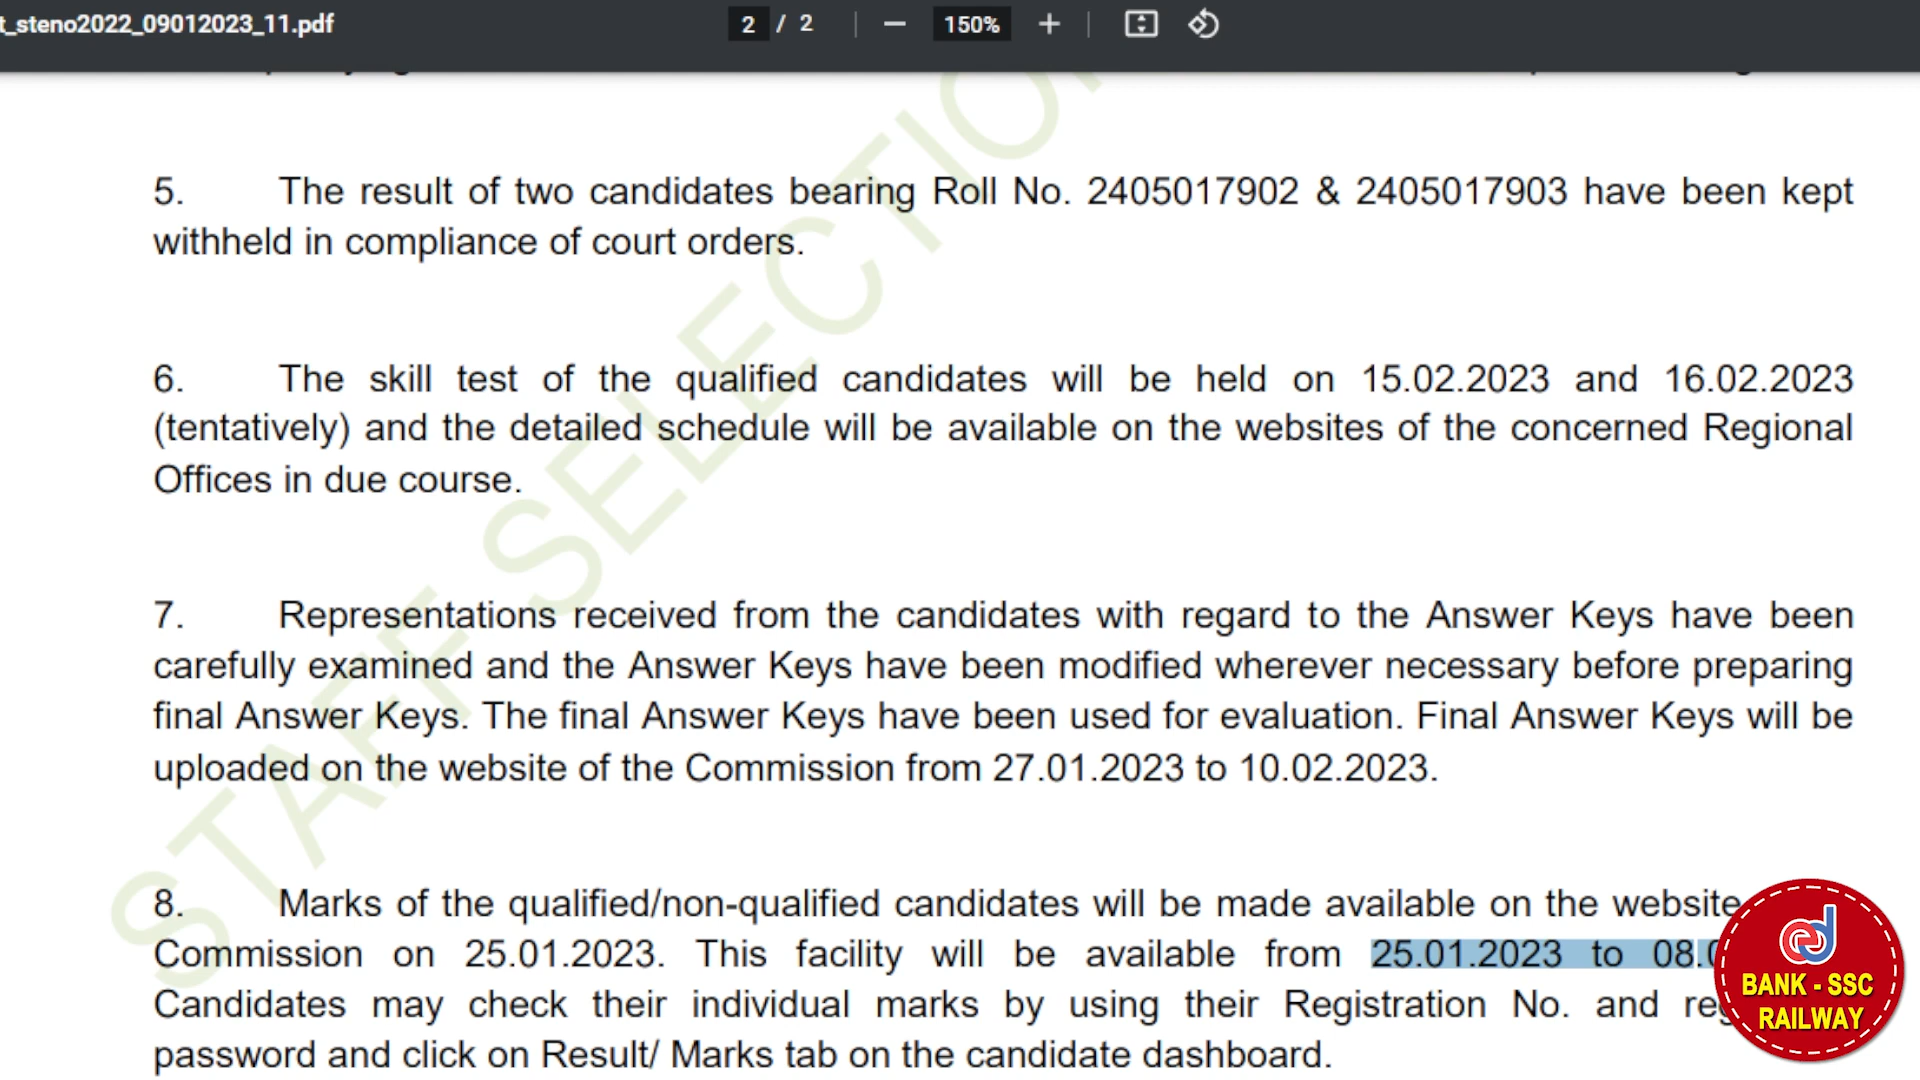 t_steno2022_09012023_11.pdf
2 / 2
150%
5. The result of two candidates bearing Roll No. 2405017902 & 2405017903 have been kept
withheld in compliance of court orders.
6. The skill test of the qualified candidates will be held on 15.02.2023 and 16.02.2023
(tentatively) and the detailed schedule will be available on the websites of the concerned Regional
Offices in due course.
7. Representations received from the candidates with regard to the Answer Keys have been
carefully examined and the Answer Keys have been modified wherever necessary before preparing
final Answer Keys. The final Answer Keys have been used for evaluation. Final Answer Keys will be
uploaded on the website of the Commission from 27.01.2023 to 10.02.2023.
8. Marks of the qualified/non-qualified candidates will be made available on the website
Commission on 25.01.2023. This facility will be available from 25.01.2023 to 08.
Candidates may check their individual marks by using their Registration No. and
password and click on Result/ Marks tab on the candidate dashboard.
STAFF SELECTION
BANK - SSC
RAILWAY